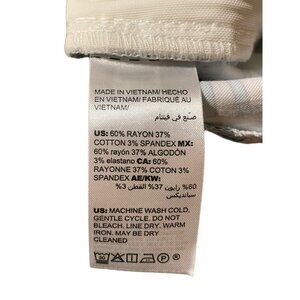 MADE IN VIETNAM/ HECHO
EN VIETNAM/ FABRIQUÉ AU
VIETNAM/
صنع في فيتنام
US: 60% RAYON 37%
COTTON 3% SPANDEX MX:
60% rayón 37% ALGODÓN
3% elastano CA: 60%
RAYONNE 37% COTON 3%
SPANDEX AE/KW:
60% رايون 37% القطن 3%
سباندكس
US: MACHINE WASH COLD.
GENTLE CYCLE. DO NOT
BLEACH. LINE DRY. WARM
IRON. MAY BE DRY
CLEANED